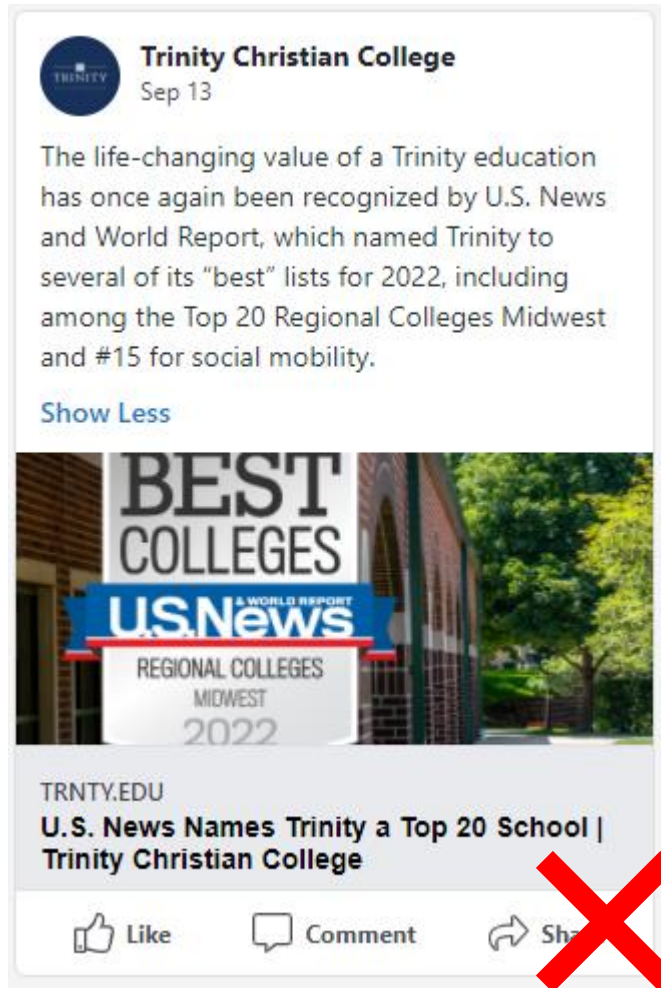 TRINITY
Trinity Christian College
Sep 13
The life-changing value of a Trinity education
has once again been recognized by U.S. News
and World Report, which named Trinity to
several of its “best” lists for 2022, including
among the Top 20 Regional Colleges Midwest
and #15 for social mobility.
Show Less
BEST
COLLEGES
U.S.News
& WORLD REPORT
REGIONAL COLLEGES
MIDWEST
2022
TRNTY.EDU
U.S. News Names Trinity a Top 20 School |
Trinity Christian College
Like
Comment